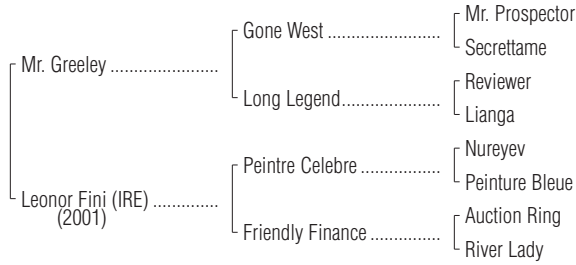 Mr. Prospector
Gone West ......................
Secrettame
Mr. Greeley .....................
Reviewer
Long Legend...................
Lianga
Nureyev
Peintre Celebre ................
Peinture Bleue
Leonor Fini (IRE) .............
(2001)
Auction Ring
Friendly Finance ..............
River Lady